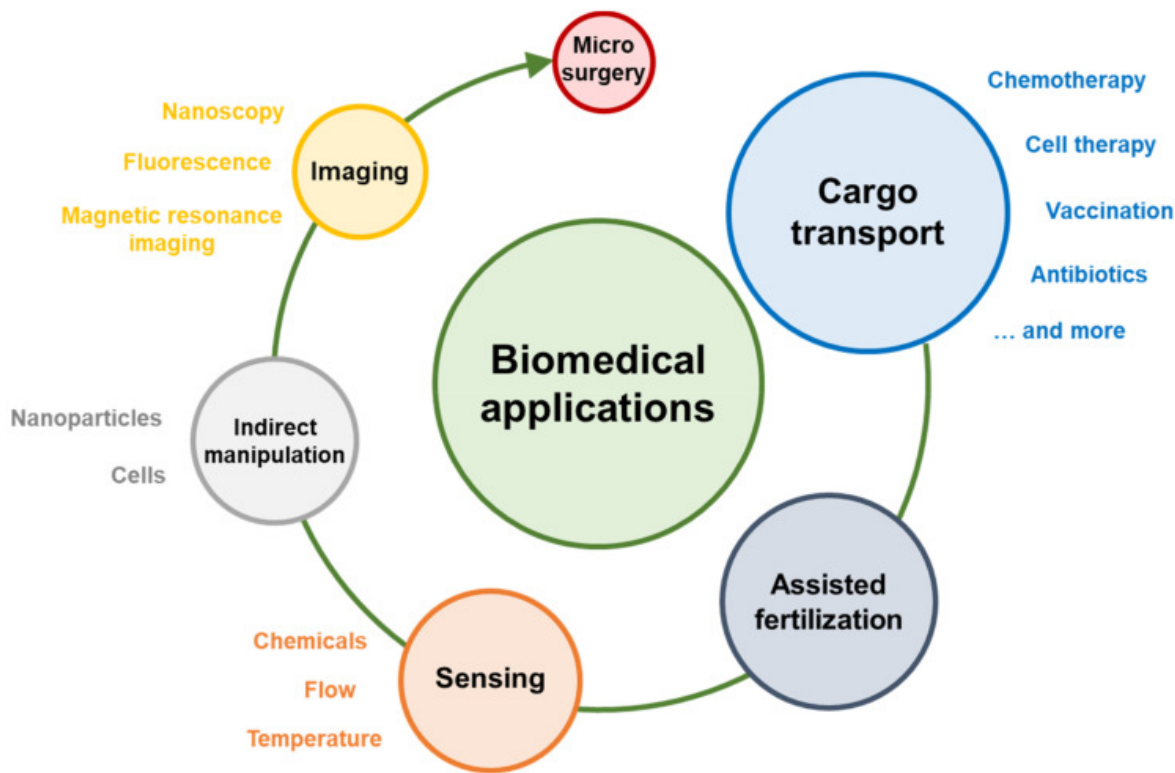 Micro
surgery
Chemotherapy
Cell therapy
Vaccination
Antibiotics
... and more
Cargo
transport
Nanoscopy
Fluorescence
Magnetic resonance
imaging
Imaging
Biomedical
applications
Nanoparticles
Cells
Indirect
manipulation
Assisted
fertilization
Chemicals
Flow
Temperature
Sensing